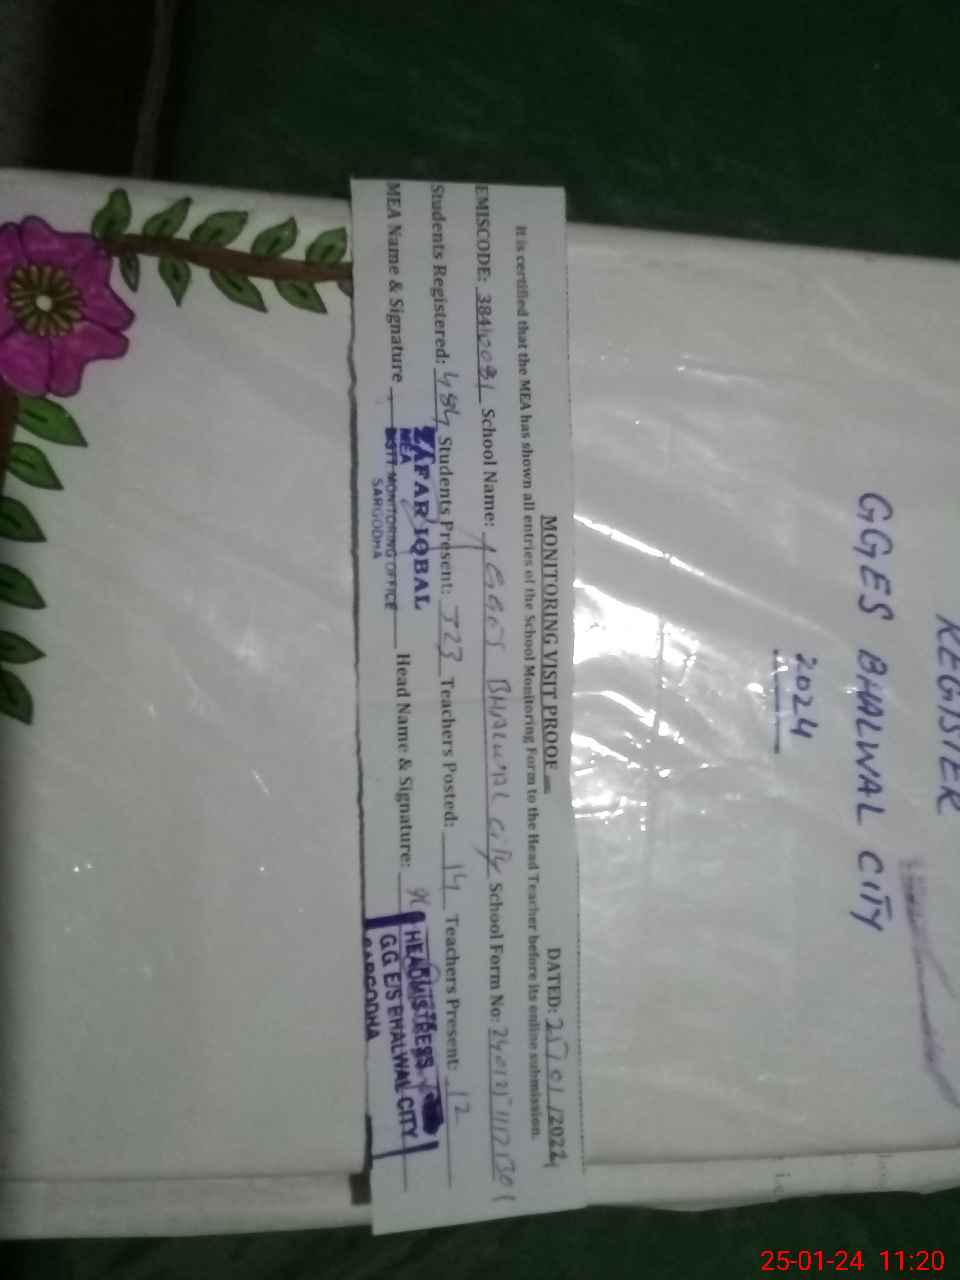 REGISTER
GGES BHALWAL CITY
2024
MONITORING VISIT PROOF
DATED: 25/01/2024
It is certified that the MEA has shown all entries of the School Monitoring Form to the Head Teacher before its online submission.
EMISCODE: School Name: GGES BHALWAL City School Form No:
Students Registered: 484 Students Present: 323 Teachers Posted: 14 Teachers Present: 12
MEA Name & Signature Head Name & Signature:
ZAFAR IQBAL
MEA
DISTT MONITORING OFFICE
SARGODHA
HEADMISTRESS
GG E/S BHALWAL CITY
SARGODHA
25-01-24 11:20